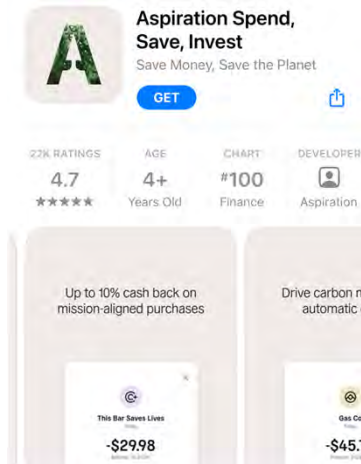 Aspiration Spend,
Save, Invest
Save Money, Save the Planet
GET
22K RATINGS
4.7
★★★★★
AGE
4+
Years Old
CHART
#100
Finance
DEVELOPER
Aspiration
Up to 10% cash back on
mission-aligned purchases
This Bar Saves Lives
-$29.98
Drive carbon
automatic
Gas Co
-$45.